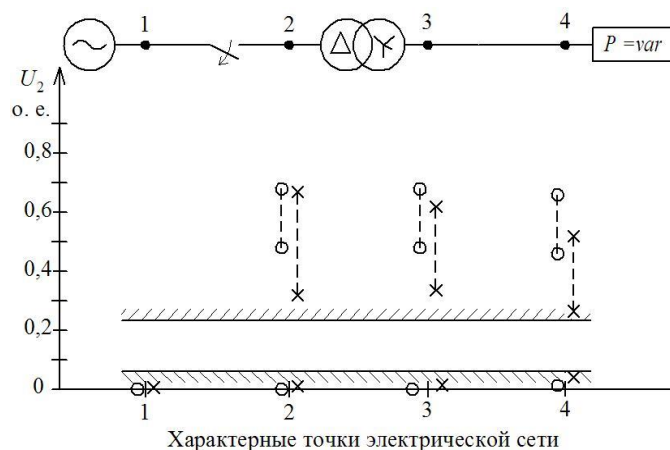 1 2 3 4
P =var
U2
о. е.
0,8
0,6
0,4
0,2
0
1 2 3 4
Характерные точки электрической сети